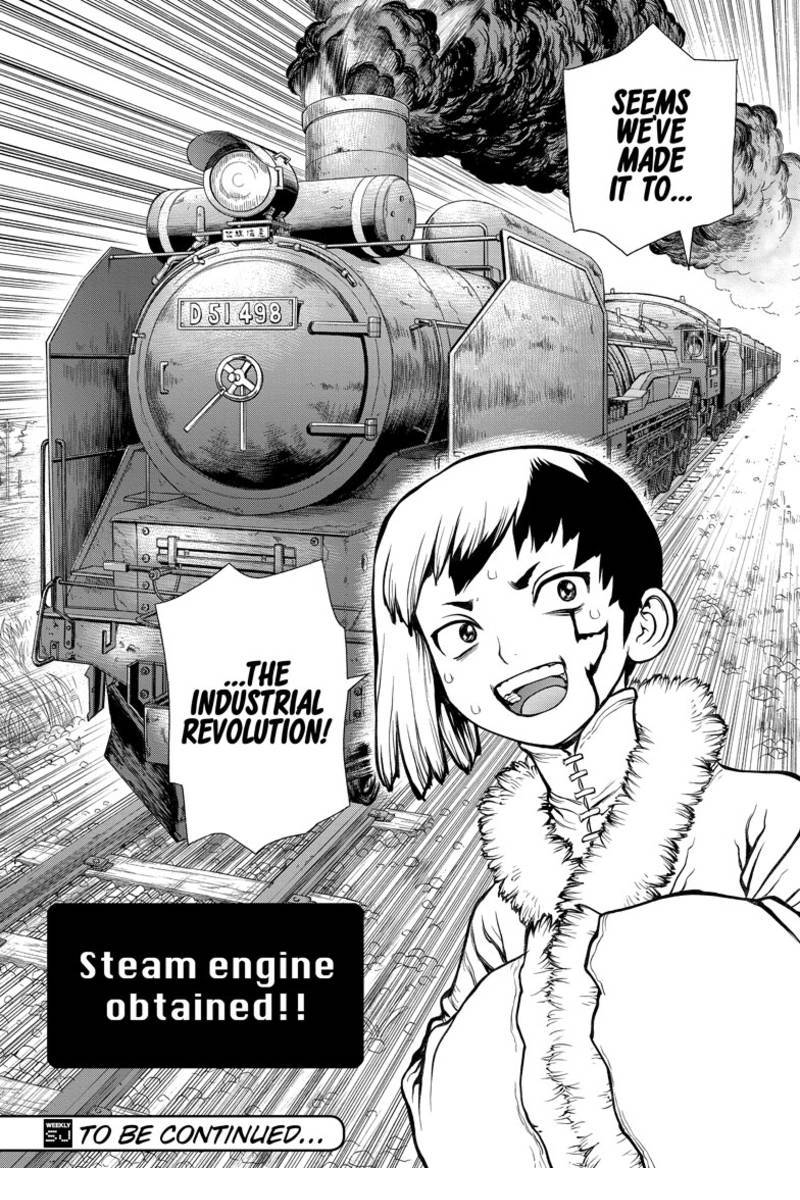 SEEMS
WE'VE
MADE
IT TO...
D51 498
...THE
INDUSTRIAL
REVOLUTION!
Steam engine
obtained!!
WEEKLY
SJ
TO BE CONTINUED...